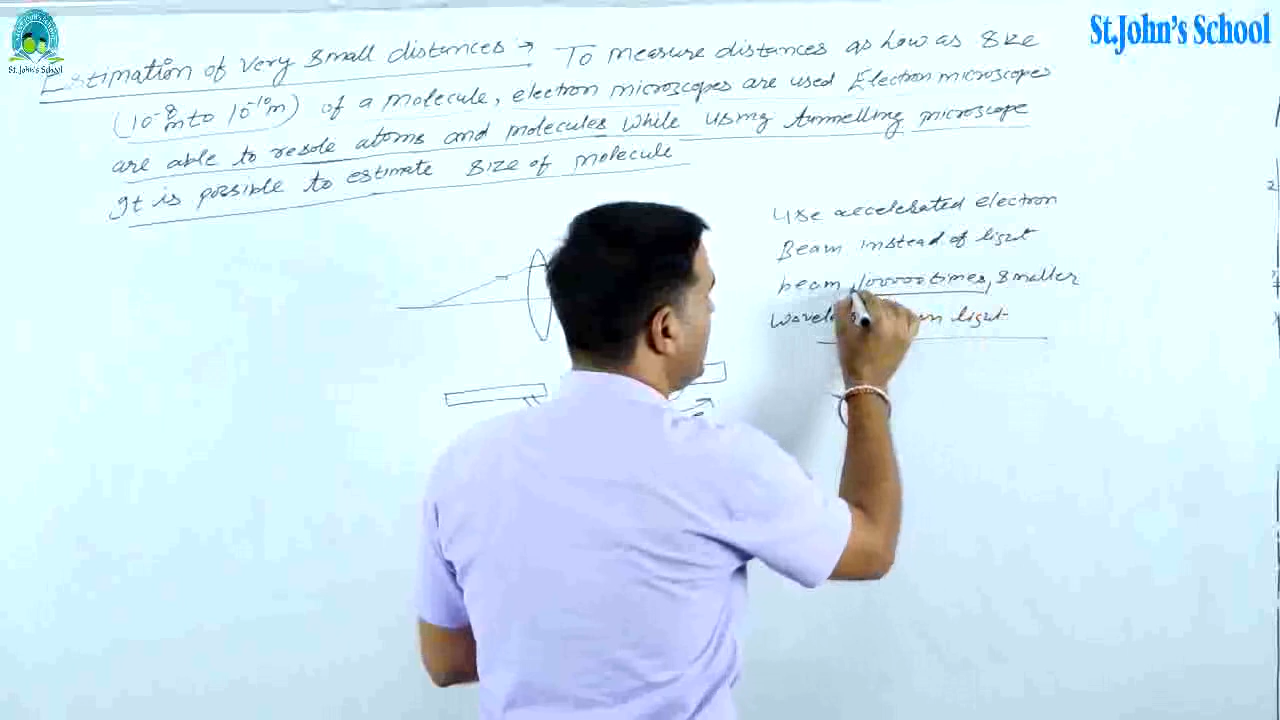 St.John's School
St.John's School
Estimation of very small distances → To measure distances as low as size
(10⁻⁸m to 10⁻¹⁰m) of a molecule, electron microscopes are used Electron microscopes
are able to resole atoms and molecules while using tunnelling microscope
It is possible to estimate size of molecule
Use accelerated electron
Beam instead of light
beam, times, smaller
light